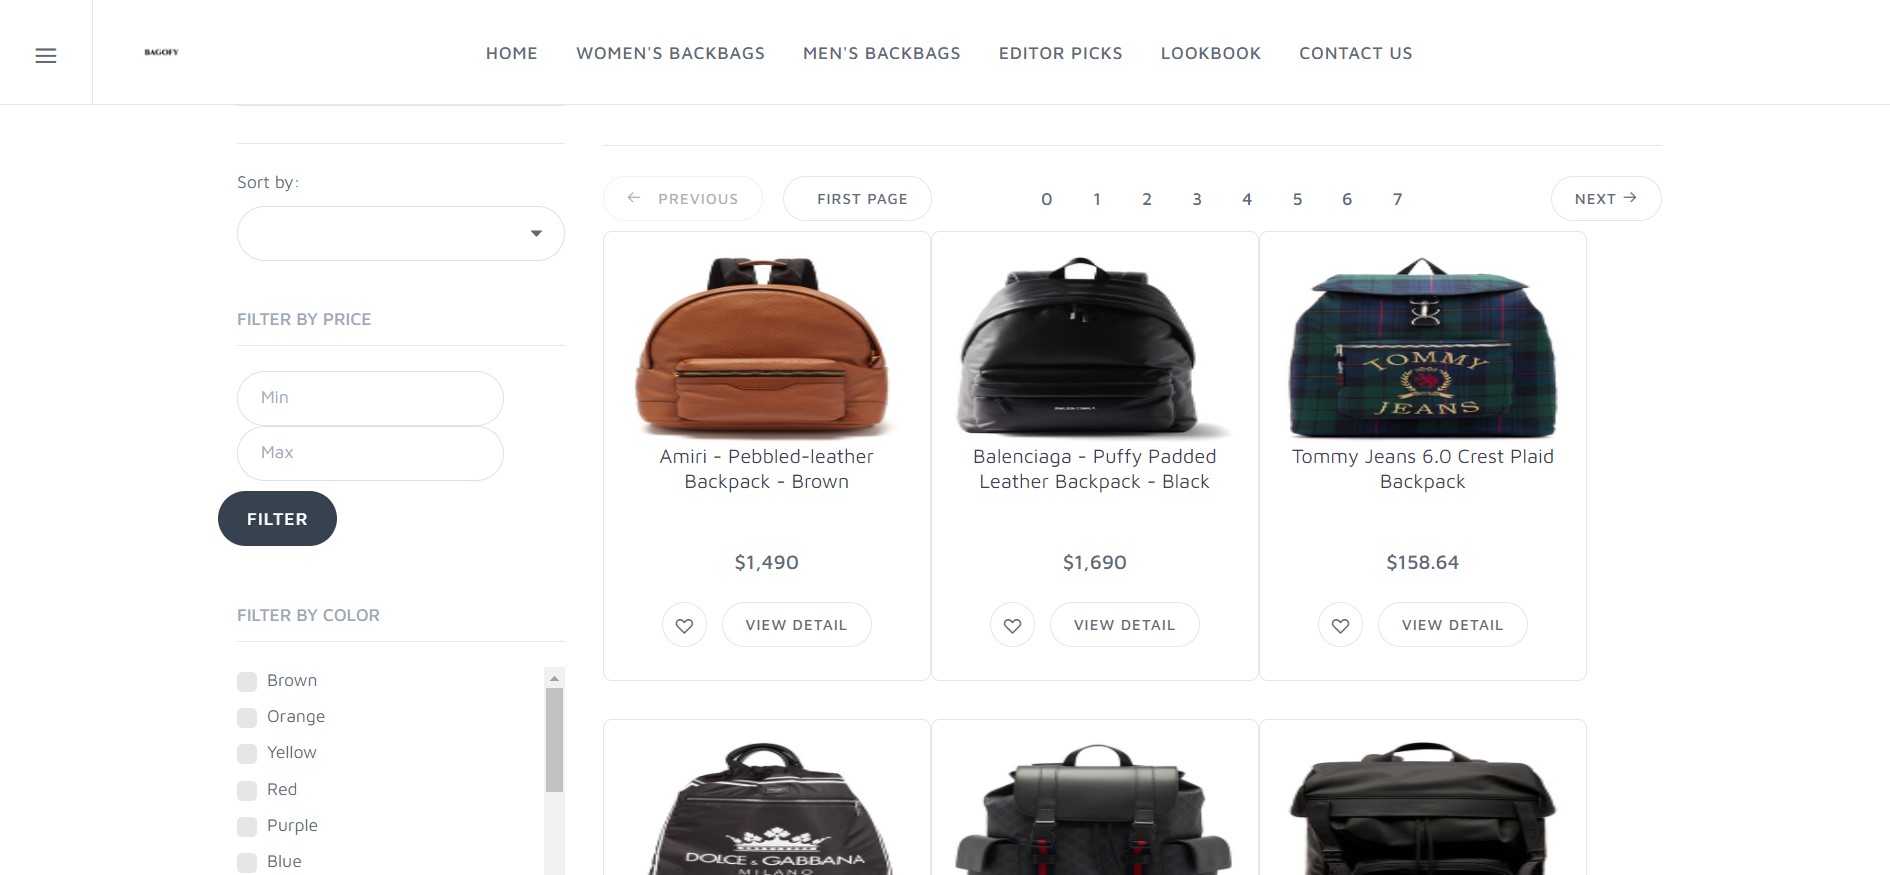 BAGOFY
HOME
WOMEN'S BACKBAGS
MEN'S BACKBAGS
EDITOR PICKS
LOOKBOOK
CONTACT US
Sort by:
FILTER BY PRICE
Min
Max
FILTER
FILTER BY COLOR
Brown
Orange
Yellow
Red
Purple
Blue
← PREVIOUS
FIRST PAGE
0 1 2 3 4 5 6 7
NEXT →
Amiri - Pebbled-leather
Backpack - Brown
$1,490
VIEW DETAIL
Balenciaga - Puffy Padded
Leather Backpack - Black
$1,690
VIEW DETAIL
TOMMY
JEANS
Tommy Jeans 6.0 Crest Plaid
Backpack
$158.64
VIEW DETAIL
DOLCE & GABBANA
MILANO